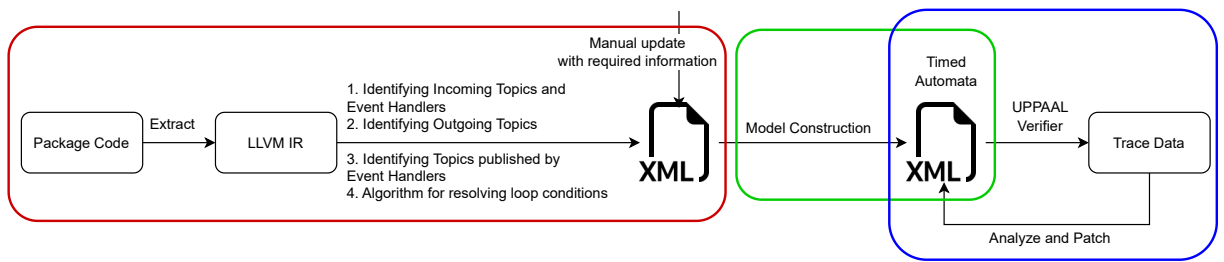 Manual update
with required information
Package Code
Extract
LLVM IR
1. Identifying Incoming Topics and
Event Handlers
2. Identifying Outgoing Topics
3. Identifying Topics published by
Event Handlers
4. Algorithm for resolving loop conditions
XML
Model Construction
Timed
Automata
XML
UPPAAL
Verifier
Trace Data
Analyze and Patch